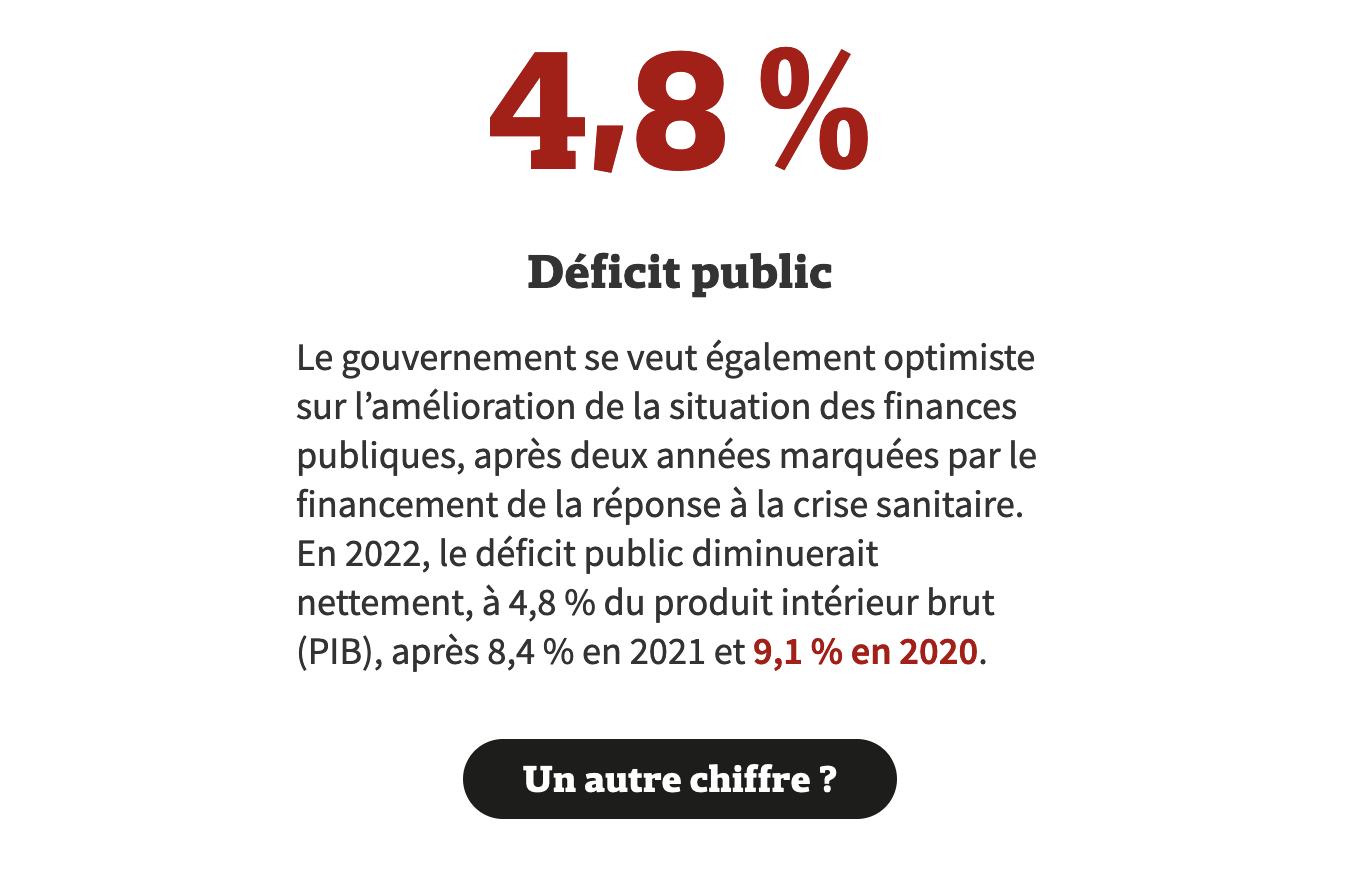 4,8 %
Déficit public
Le gouvernement se veut également optimiste
sur l’amélioration de la situation des finances
publiques, après deux années marquées par le
financement de la réponse à la crise sanitaire.
En 2022, le déficit public diminuerait
nettement, à 4,8 % du produit intérieur brut
(PIB), après 8,4 % en 2021 et 9,1 % en 2020.
Un autre chiffre ?